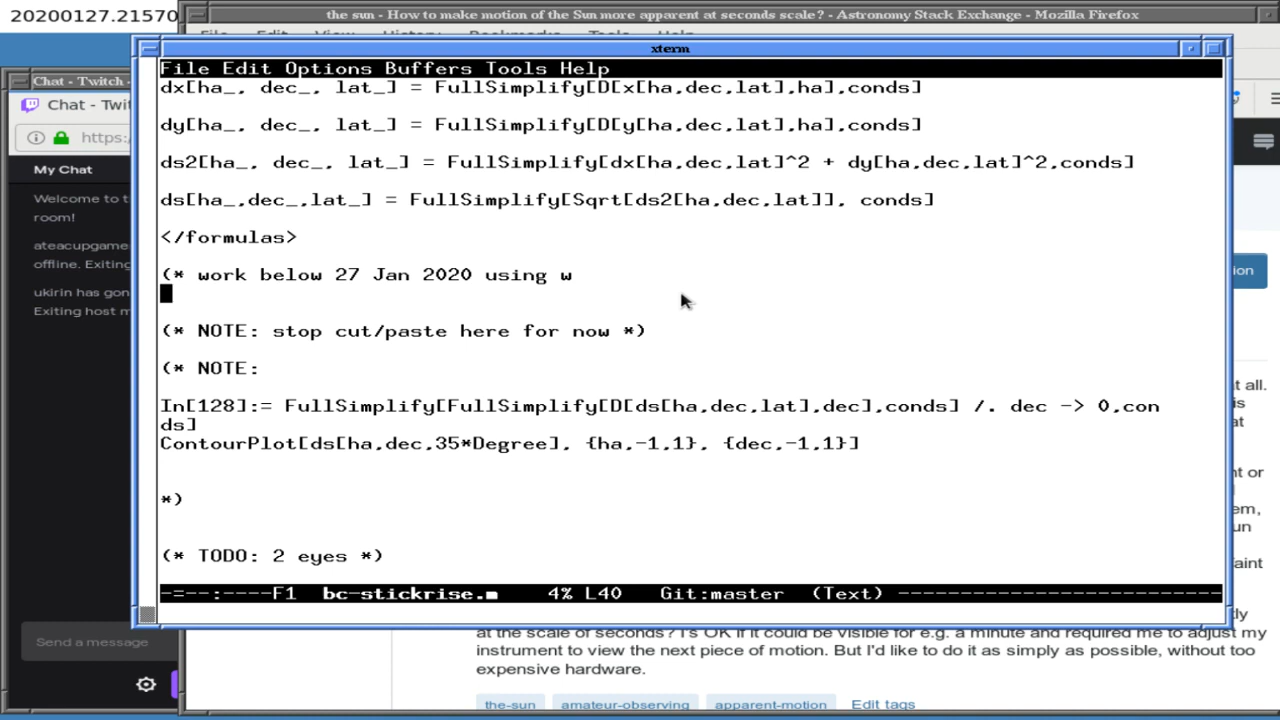 20200127.21570
the sun - How to make motion of the Sun more apparent at seconds scale? - Astronomy Stack Exchange - Mozilla Firefox
xterm
File Edit Options Buffers Tools Help
dx[ha_, dec_, lat_] = FullSimplify[D[x[ha,dec,lat],ha],conds]
dy[ha_, dec_, lat_] = FullSimplify[D[y[ha,dec,lat],ha],conds]
ds2[ha_, dec_, lat_] = FullSimplify[dx[ha,dec,lat]^2 + dy[ha,dec,lat]^2,conds]
ds[ha_,dec_,lat_] = FullSimplify[Sqrt[ds2[ha,dec,lat]], conds]
</formulas>
(* work below 27 Jan 2020 using w
(* NOTE: stop cut/paste here for now *)
(* NOTE:
In[128]:= FullSimplify[FullSimplify[D[ds[ha,dec,lat],dec],conds] /. dec -> 0,con
ds]
ContourPlot[ds[ha,dec,35*Degree], {ha,-1,1}, {dec,-1,1}]
*)
(* TODO: 2 eyes *)
-=--:----F1 bc-stickrise.m 4% L40 Git:master (Text) --------------------------
Chat - Twitch -
Chat - Twit
https:
My Chat
Welcome to t
room!
ateacupgame
offline. Exiting
ukirin has gon
Exiting host m
Send a message
at the scale of seconds? I's OK if it could be visible for e.g. a minute and required me to adjust my
instrument to view the next piece of motion. But I'd like to do it as simply as possible, without too
expensive hardware.
the-sun amateur-observing apparent-motion Edit tags